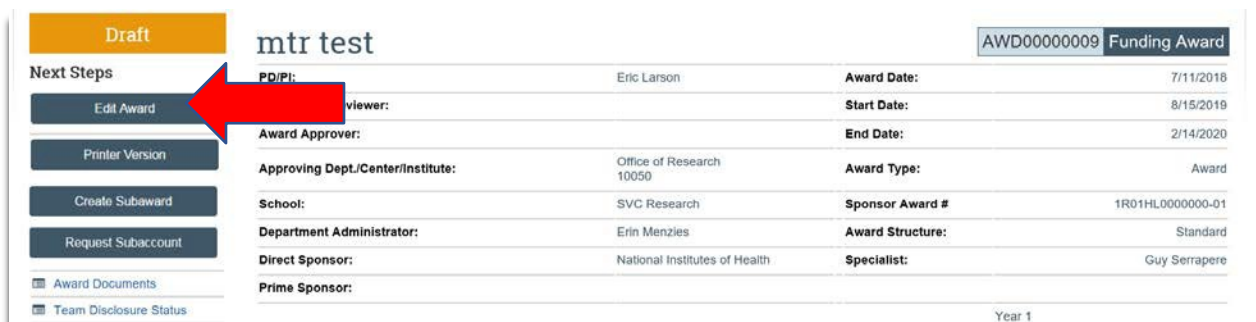 Draft
mtr test
AWD00000009 Funding Award
Next Steps
Edit Award
Printer Version
Create Subaward
Request Subaccount
Award Documents
Team Disclosure Status
PD/PI: Eric Larson Award Date: 7/11/2018
viewer: Start Date: 8/15/2019
Award Approver: End Date: 2/14/2020
Approving Dept./Center/Institute: Office of Research Award Type: Award
10050
School: SVC Research Sponsor Award # 1R01HL0000000-01
Department Administrator: Erin Menzies Award Structure: Standard
Direct Sponsor: National Institutes of Health Specialist: Guy Serrapere
Prime Sponsor:
Year 1